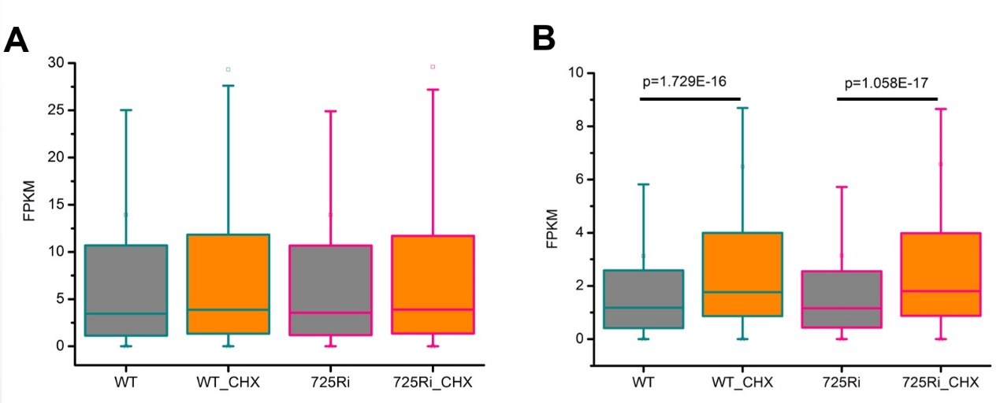 A
FPKM
30
25
20
15
10
5
0
WT
WT_CHX
725Ri
725Ri_CHX
B
FPKM
10
8
6
4
2
0
p=1.729E-16
p=1.058E-17
WT
WT_CHX
725Ri
725Ri_CHX